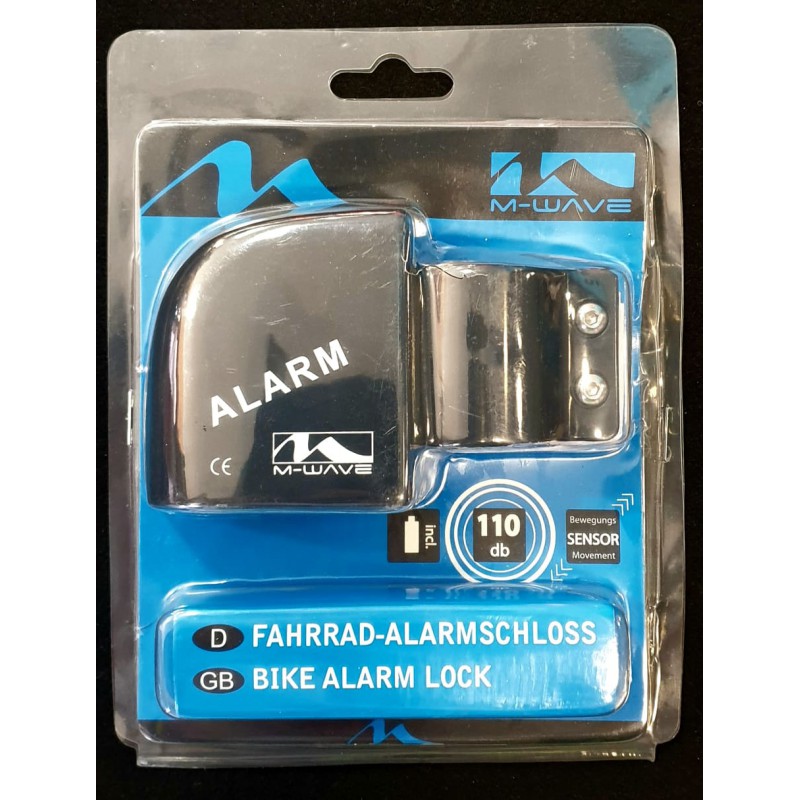 M-WAVE
ALARM
CE
M-WAVE
incl.
110
db
Bewegungs
SENSOR
Movement
D FAHRRAD-ALARMSCHLOSS
GB BIKE ALARM LOCK